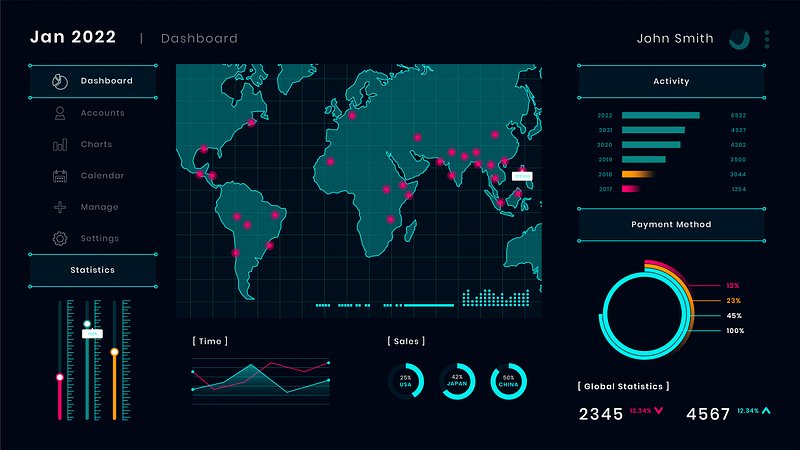 Jan 2022 | Dashboard
John Smith
Dashboard
Accounts
Charts
Calendar
Manage
Settings
Statistics
Activity
2022 6522
2021 4527
2020 4302
2019 3500
2018 3044
2017 1254
Payment Method
12%
23%
45%
100%
[ Time ]
[ Sales ]
25%
USA
42%
JAPAN
50%
CHINA
[ Global Statistics ]
2345 12.34% 4567 12.34%